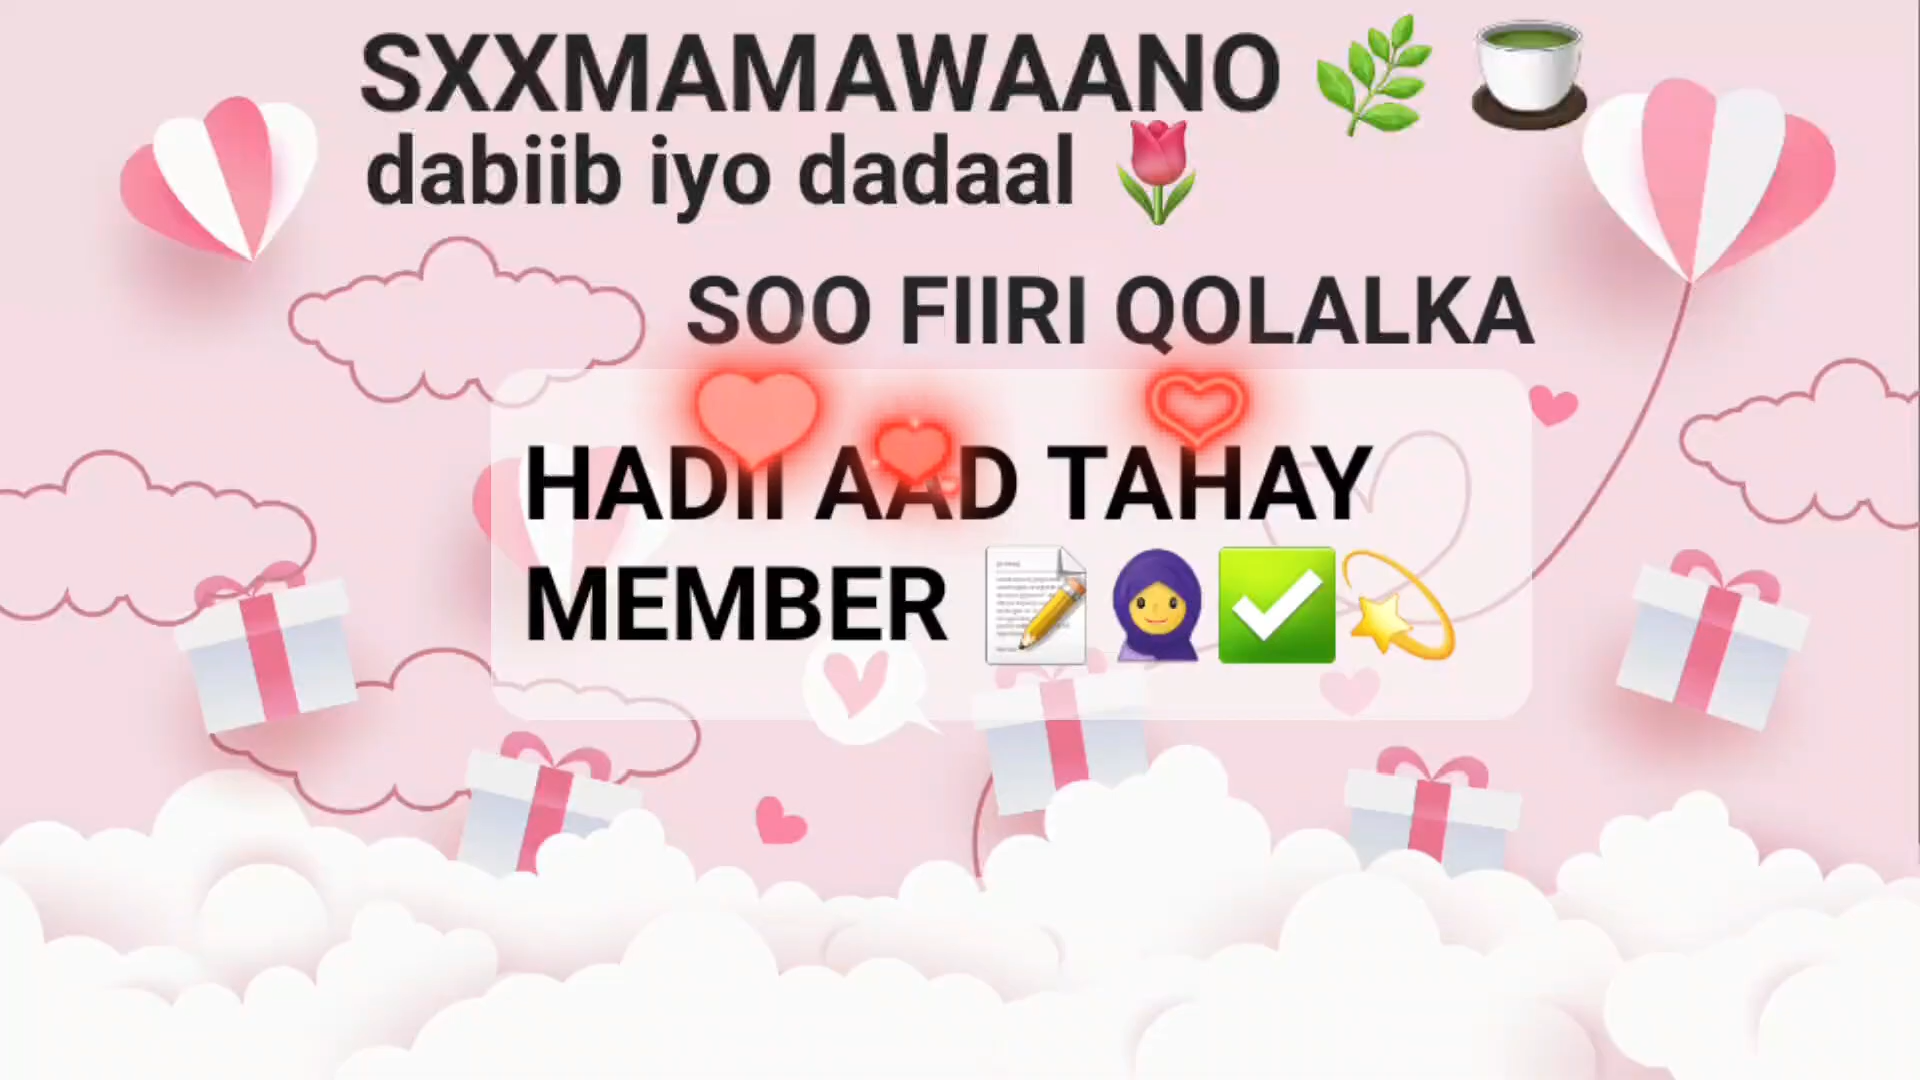 SXXMAMAWAANO 🌿 🍵
dabiib iyo dadaal 🌷
SOO FIIRI QOLALKA
HADII AAD TAHAY
MEMBER 📝🧕✅💫